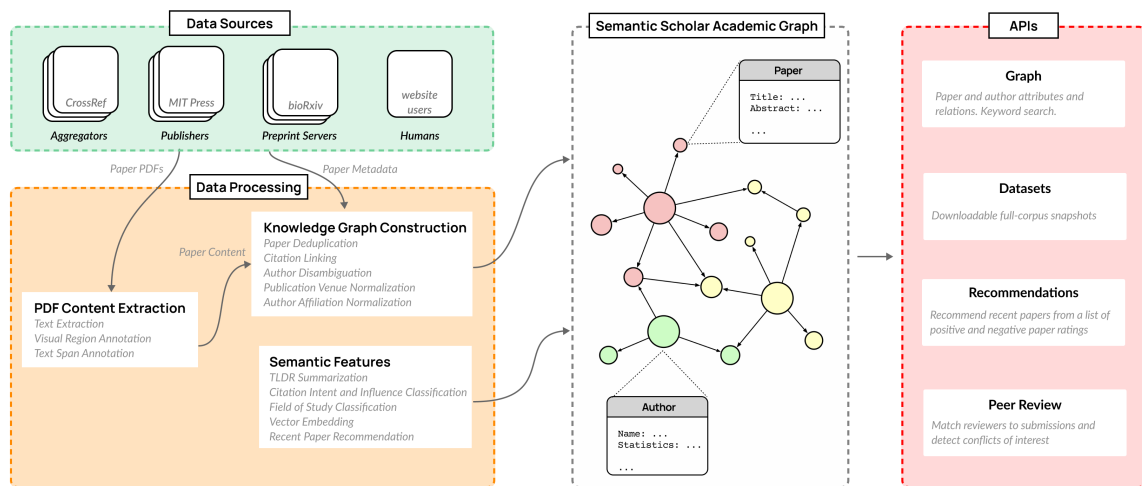 Data Sources
CrossRef
MIT Press
bioRxiv
website
users
Aggregators
Publishers
Preprint Servers
Humans
Paper PDFs
Paper Metadata
Data Processing
Knowledge Graph Construction
Paper Deduplication
Citation Linking
Author Disambiguation
Publication Venue Normalization
Author Affiliation Normalization
Paper Content
PDF Content Extraction
Text Extraction
Visual Region Annotation
Text Span Annotation
Semantic Features
TLDR Summarization
Citation Intent and Influence Classification
Field of Study Classification
Vector Embedding
Recent Paper Recommendation
Semantic Scholar Academic Graph
Paper
Title: ...
Abstract: ...
...
Author
Name: ...
Statistics: ...
...
APIs
Graph
Paper and author attributes and
relations. Keyword search.
Datasets
Downloadable full-corpus snapshots
Recommendations
Recommend recent papers from a list of
positive and negative paper ratings
Peer Review
Match reviewers to submissions and
detect conflicts of interest